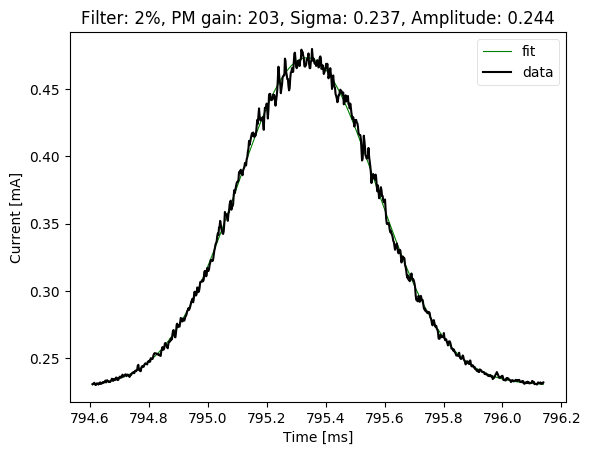 Filter: 2%, PM gain: 203, Sigma: 0.237, Amplitude: 0.244
fit
data
0.45
0.40
0.35
0.30
0.25
Current [mA]
794.6 794.8 795.0 795.2 795.4 795.6 795.8 796.0 796.2
Time [ms]